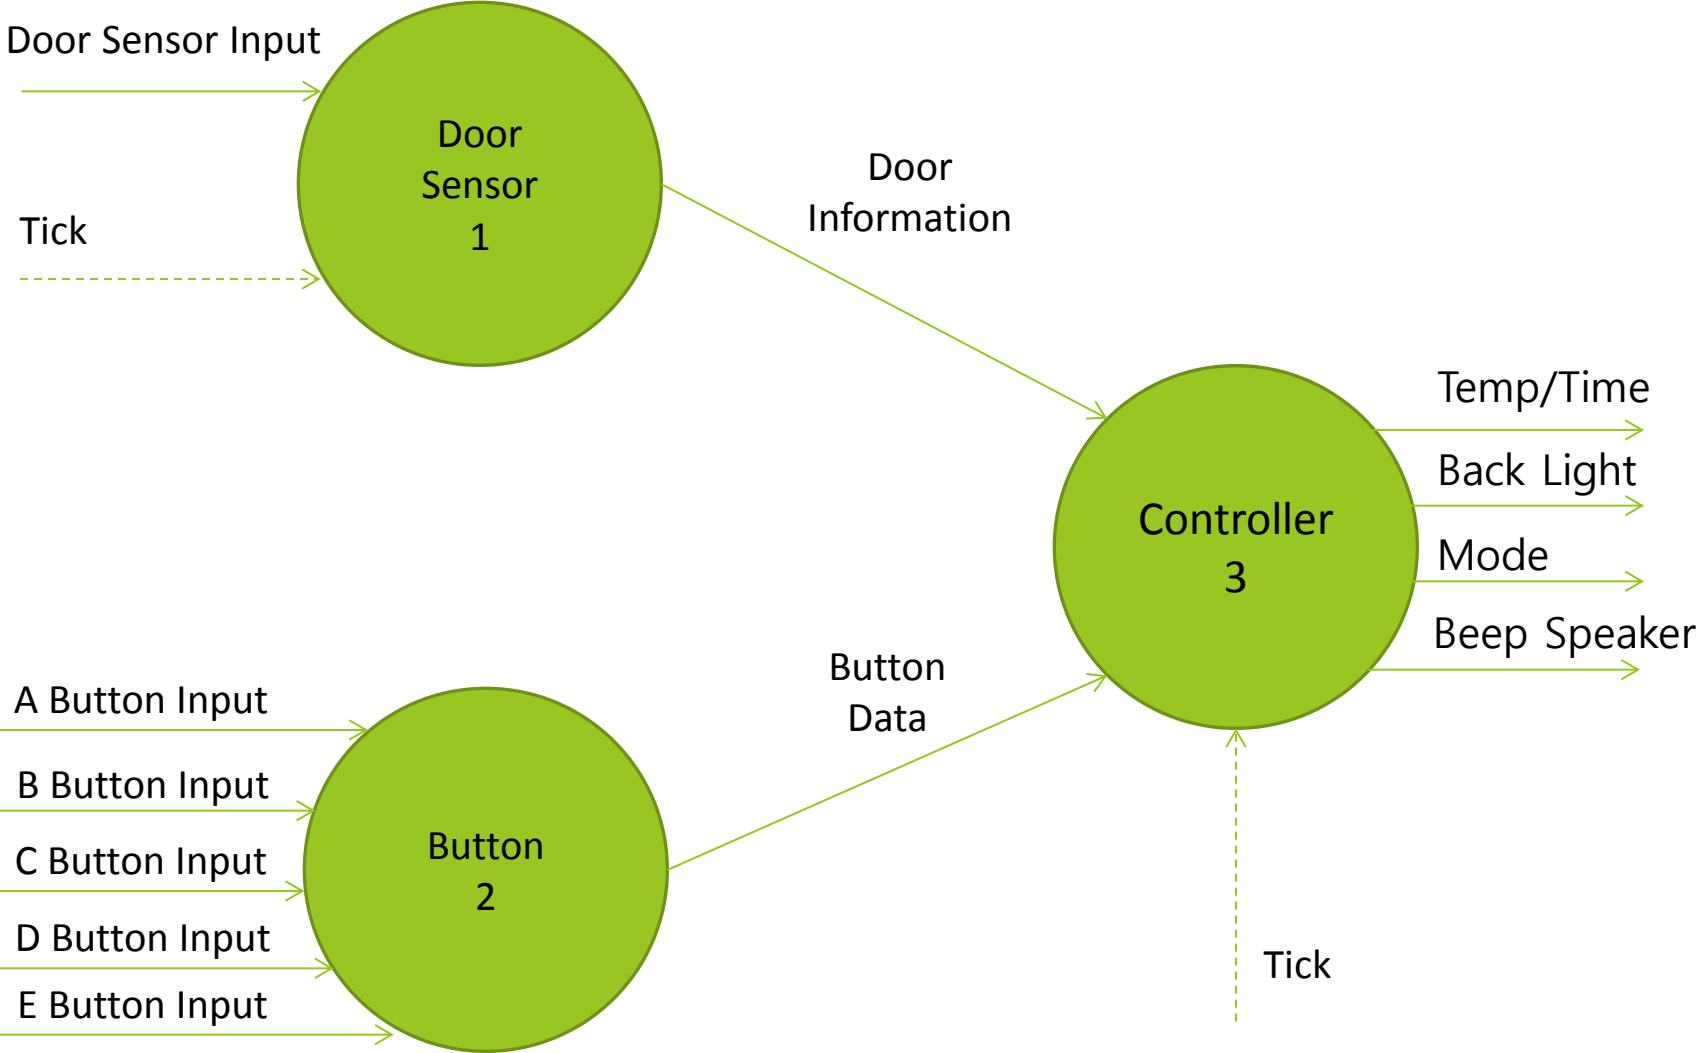 Door Sensor Input
Door
Sensor
1
Tick
Door
Information
Temp/Time
Back Light
Mode
Beep Speaker
Controller
3
Button
Data
A Button Input
B Button Input
C Button Input
D Button Input
E Button Input
Button
2
Tick